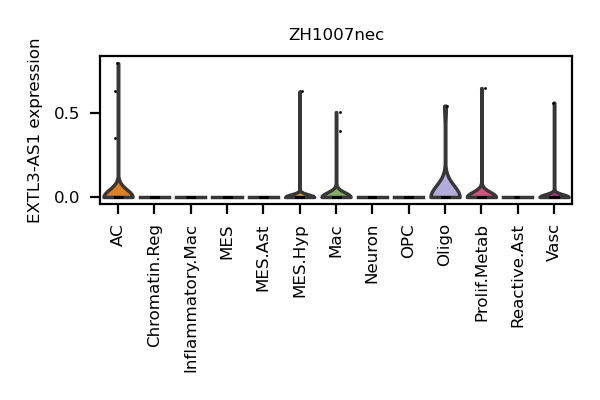 ZH1007nec
EXTL3-AS1 expression
0.5
0.0
AC
Chromatin.Reg
Inflammatory.Mac
MES
MES.Ast
MES.Hyp
Mac
Neuron
OPC
Oligo
Prolif.Metab
Reactive.Ast
Vasc